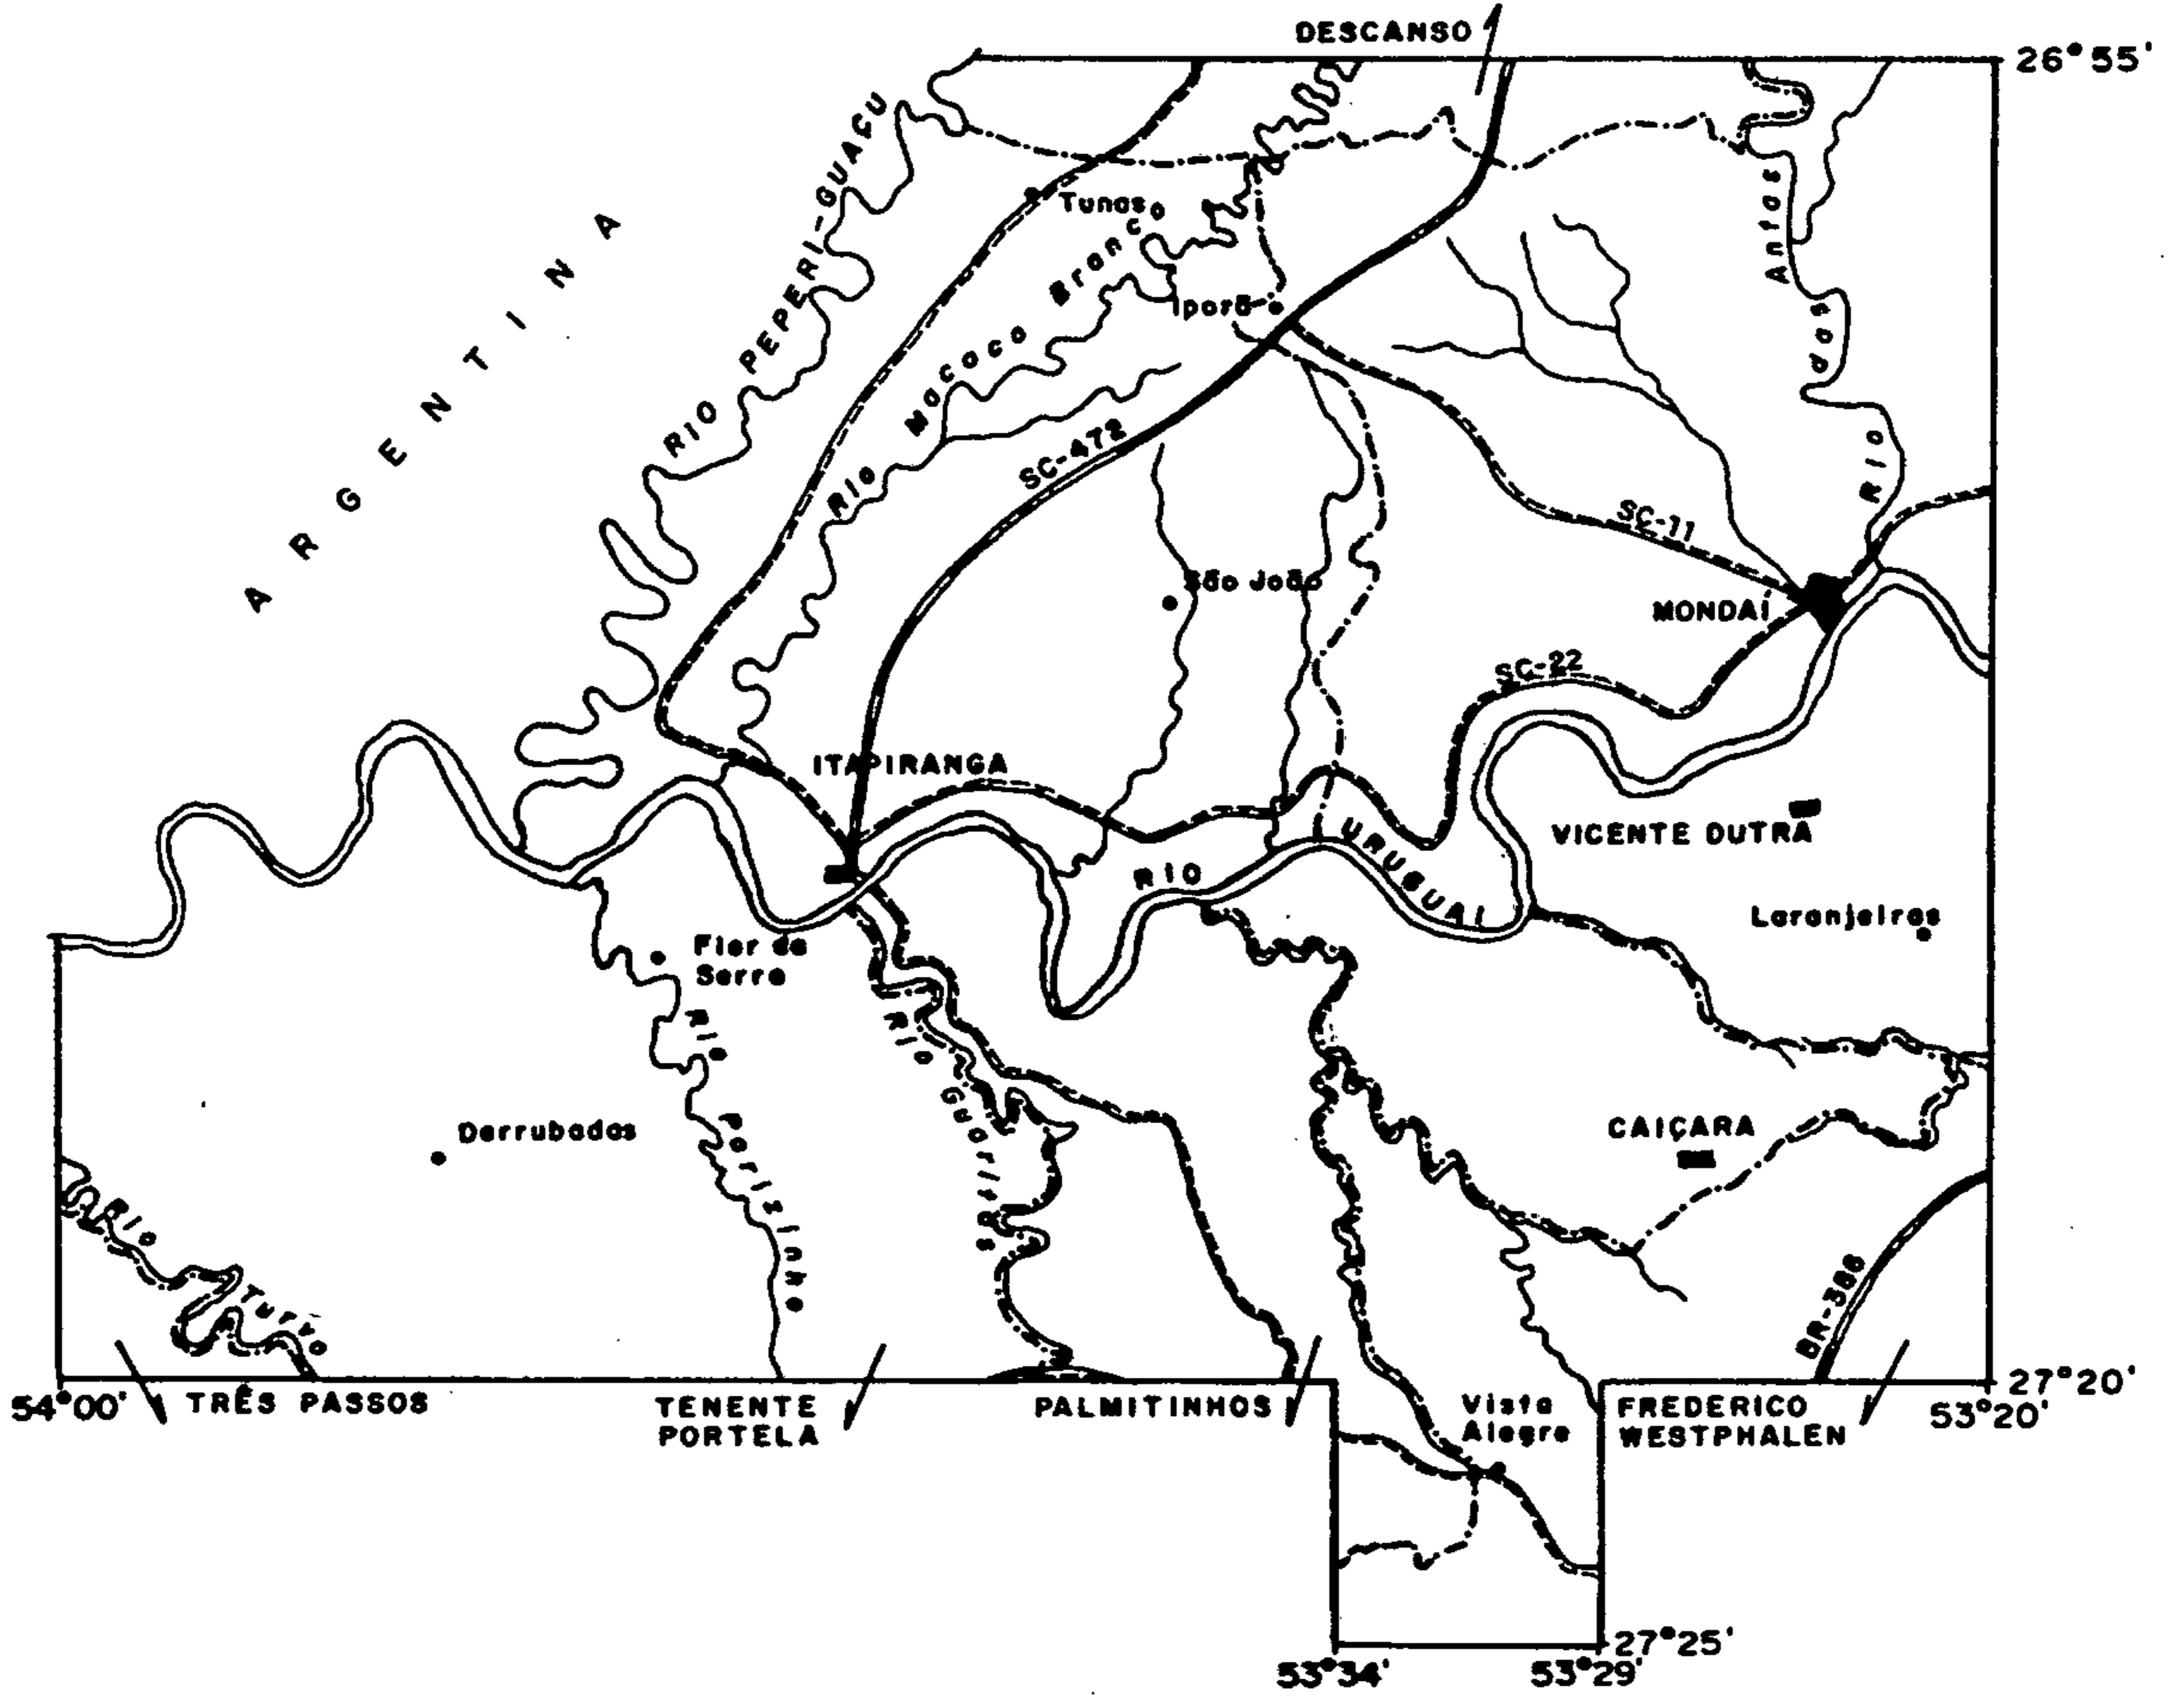 DESCANSO
26°55'
RIO PEPERI-GUAÇU
ARGENTINA
Tunas
Rio Macaco Branco
Iporã
Rio das Antas
SC-472
SC-11
São João
MONDAÍ
SC-22
ITAPIRANGA
VICENTE DUTRA
RIO URUGUAI
Laranjeiras
Flor da
Serra
Rio Parisinho
Rio Guarita
Derrubadas
CAIÇARA
Rio Turvo
BR-386
54°00'
TRÊS PASSOS
TENENTE
PORTELA
PALMITINHOS
Vista
Alegre
FREDERICO
WESTPHALEN
27°20'
53°20'
27°25'
53°34'
53°29'